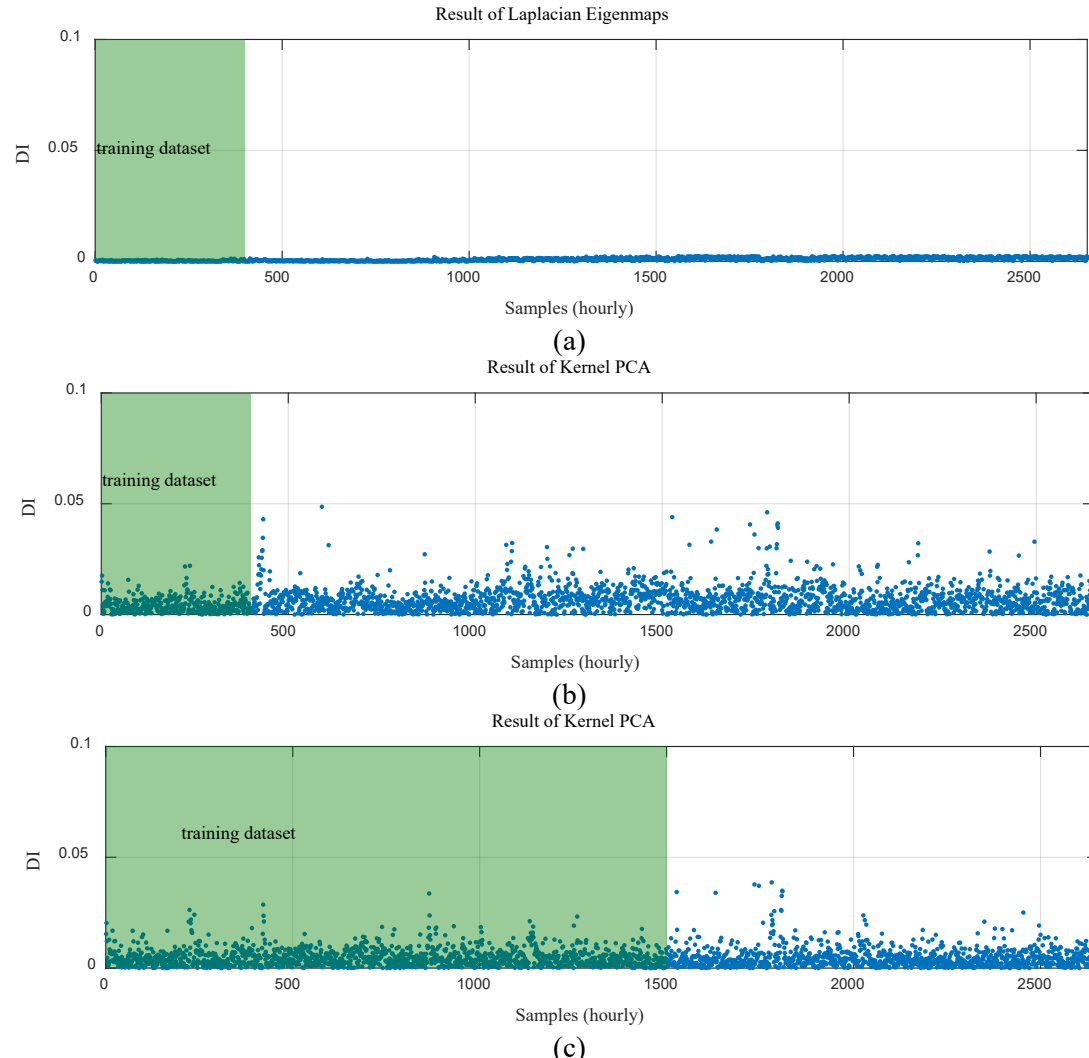 Result of Laplacian Eigenmaps
0.1
0.05
0
DI
training dataset
0 500 1000 1500 2000 2500
Samples (hourly)
(a)
Result of Kernel PCA
0.1
0.05
0
DI
training dataset
0 500 1000 1500 2000 2500
Samples (hourly)
(b)
Result of Kernel PCA
0.1
0.05
0
DI
training dataset
0 500 1000 1500 2000 2500
Samples (hourly)
(c)